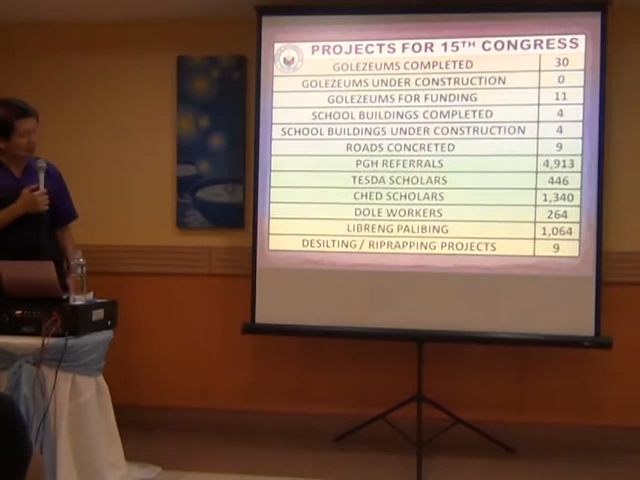 PROJECTS FOR 15TH CONGRESS
GOLEZEUMS COMPLETED 30
GOLEZEUMS UNDER CONSTRUCTION 0
GOLEZEUMS FOR FUNDING 11
SCHOOL BUILDINGS COMPLETED 4
SCHOOL BUILDINGS UNDER CONSTRUCTION 4
ROADS CONCRETED 9
PGH REFERRALS 4,913
TESDA SCHOLARS 446
CHED SCHOLARS 1,340
DOLE WORKERS 264
LIBRENG PALIBING 1,064
DESILTING / RIPRAPPING PROJECTS 9